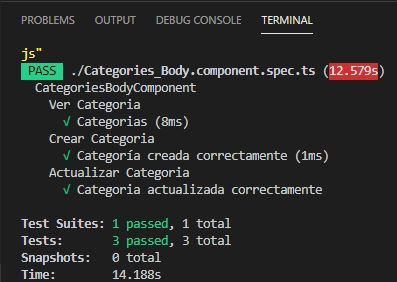 PROBLEMS OUTPUT DEBUG CONSOLE TERMINAL
js"
PASS ./Categories_Body.component.spec.ts (12.579s)
CategoriesBodyComponent
Ver Categoria
√ Categorias (8ms)
Crear Categoria
√ Categoría creada correctamente (1ms)
Actualizar Categoria
√ Categoria actualizada correctamente
Test Suites: 1 passed, 1 total
Tests: 3 passed, 3 total
Snapshots: 0 total
Time: 14.188s